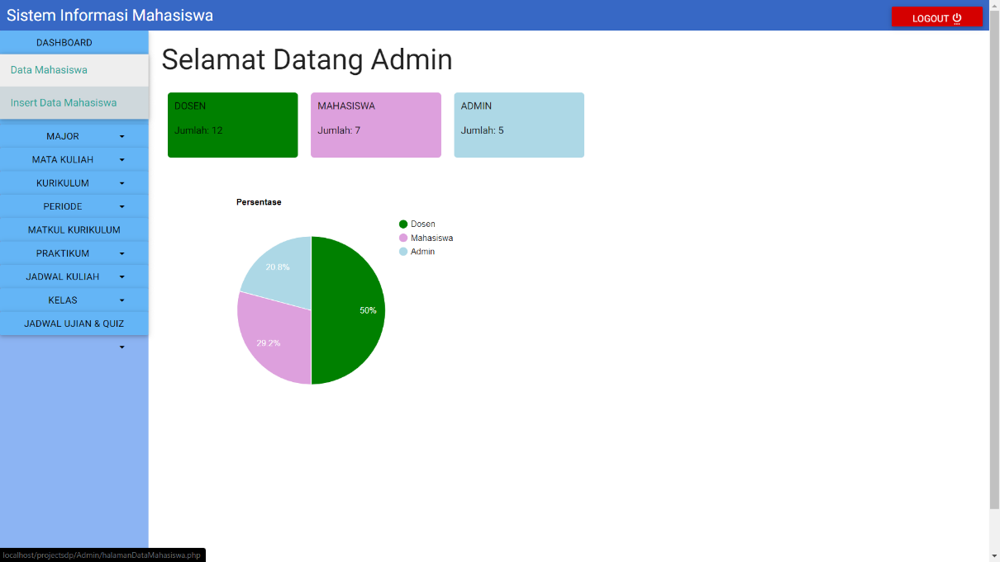 Sistem Informasi Mahasiswa
LOGOUT
DASHBOARD
Data Mahasiswa
Insert Data Mahasiswa
MAJOR
MATA KULIAH
KURIKULUM
PERIODE
MATKUL KURIKULUM
PRAKTIKUM
JADWAL KULIAH
KELAS
JADWAL UJIAN & QUIZ
Selamat Datang Admin
DOSEN
Jumlah: 12
MAHASISWA
Jumlah: 7
ADMIN
Jumlah: 5
Persentase
Dosen
Mahasiswa
Admin
20.8%
50%
29.2%
localhost/projectsdp/Admin/halamanDataMahasiswa.php